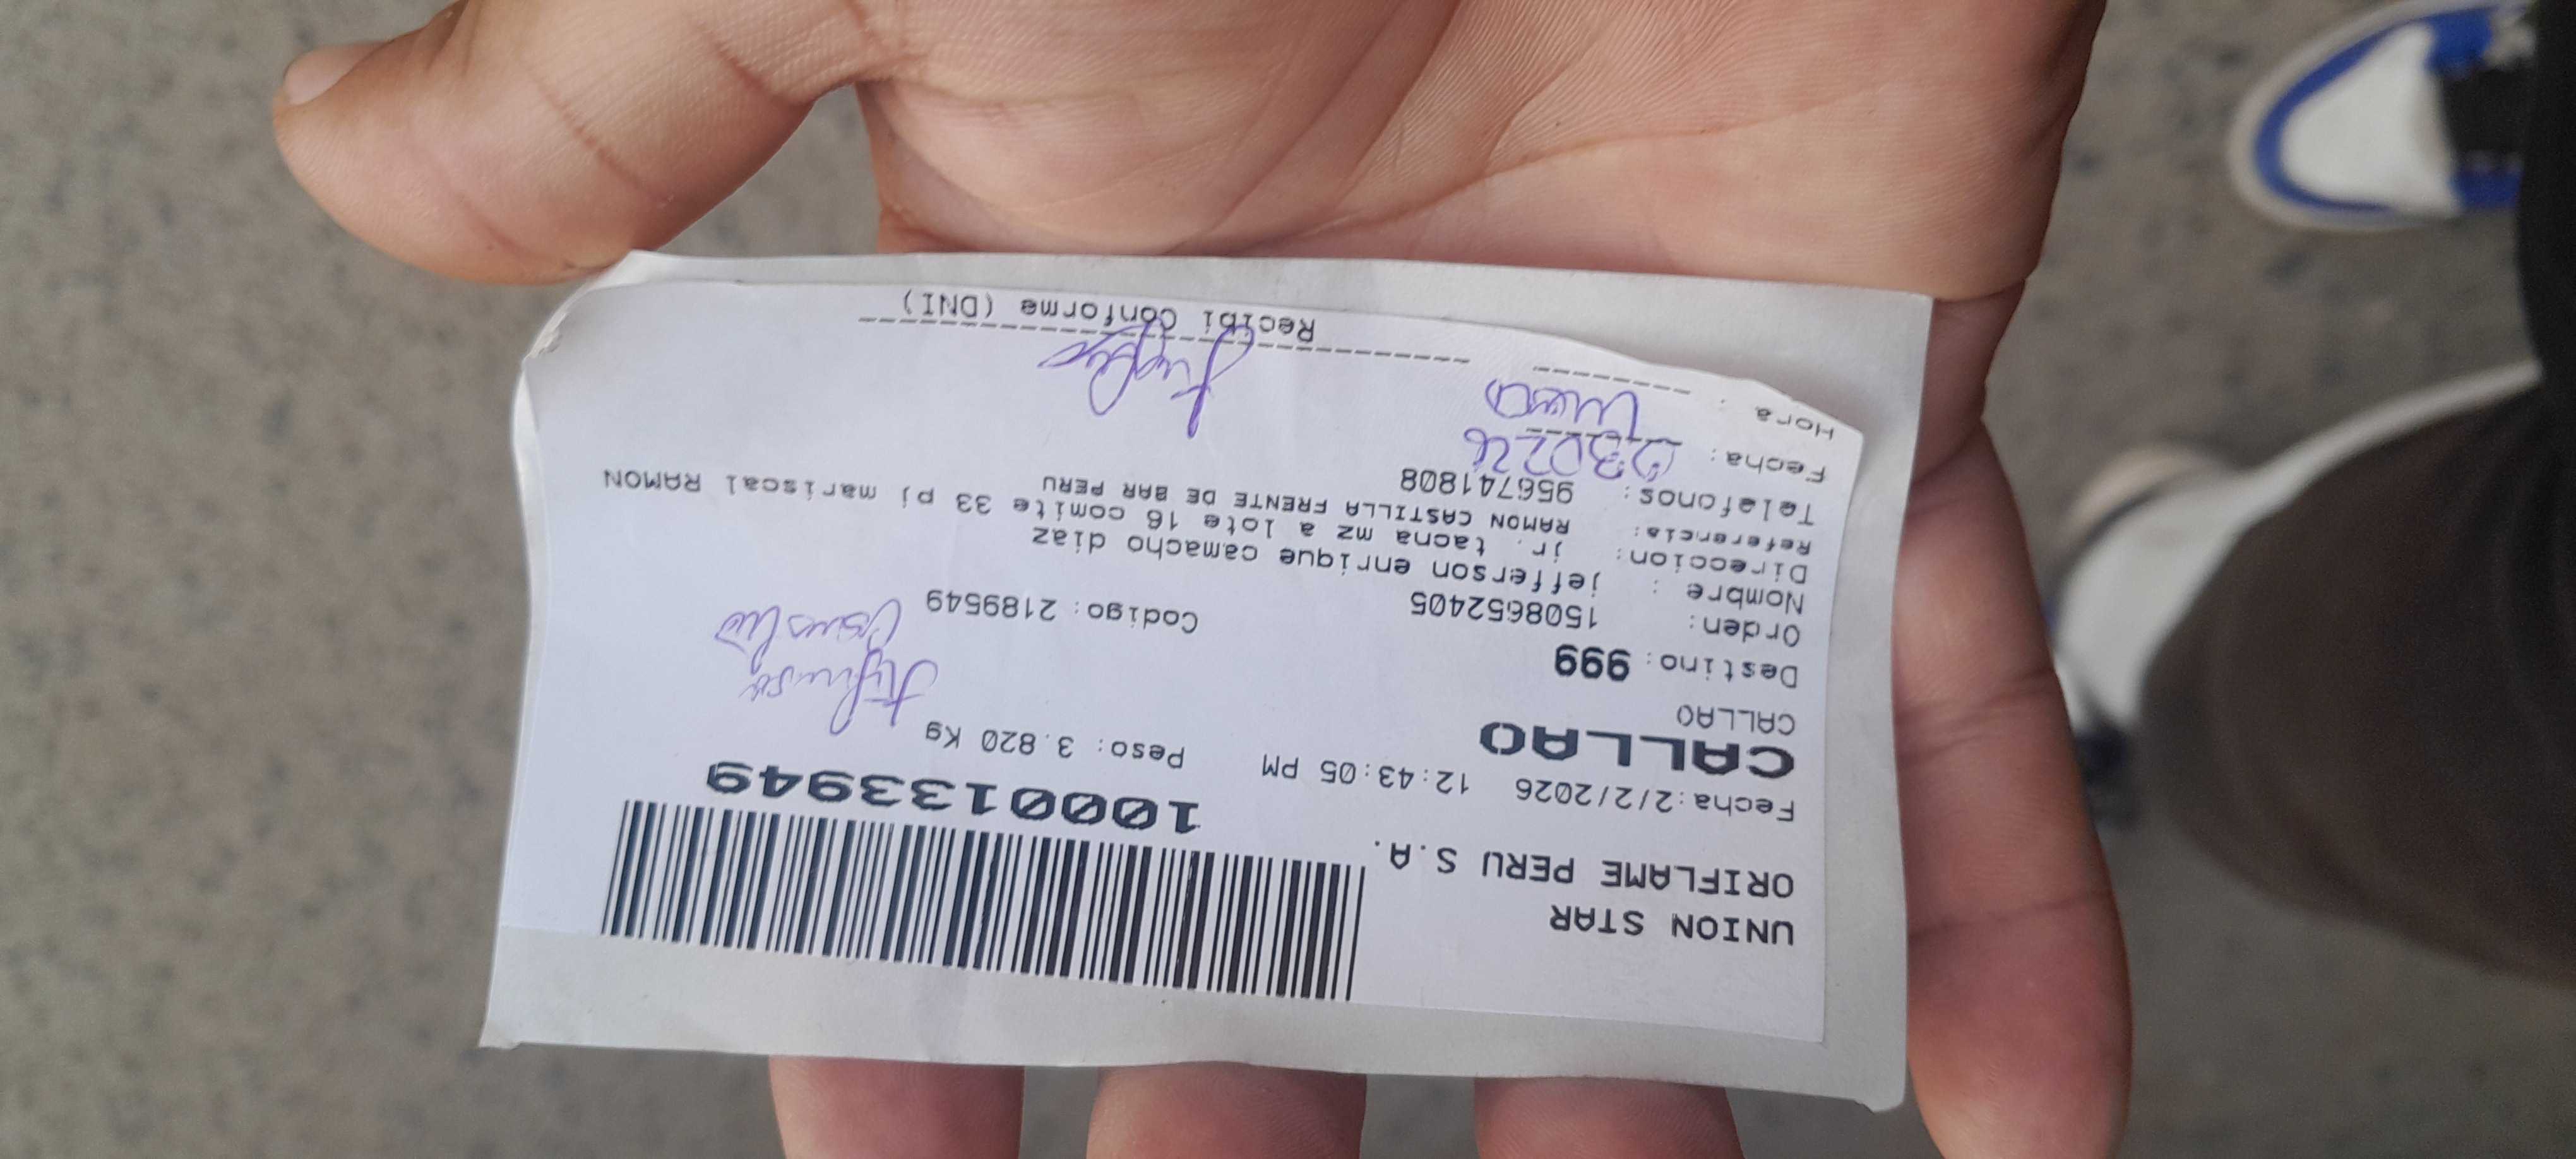 UNION STAR
ORIFLAME PERU S.A.
1000133949
Fecha:2/2/2026 12:43:05 PM Peso: 3.820 Kg
CALLAO
CALLAO
Destino: 999
Orden: 1508652405 Codigo: 2189549
Nombre : jefferson enrique camacho diaz
Direccion: jr. tacna mz a lote 16 comite 33 pj mariscal RAMON
Referencia: RAMON CASTILLA FRENTE DE BAR PERU
Telefonos: 956741808
Fecha: 030226
Hora :
Recibi Conforme (DNI)